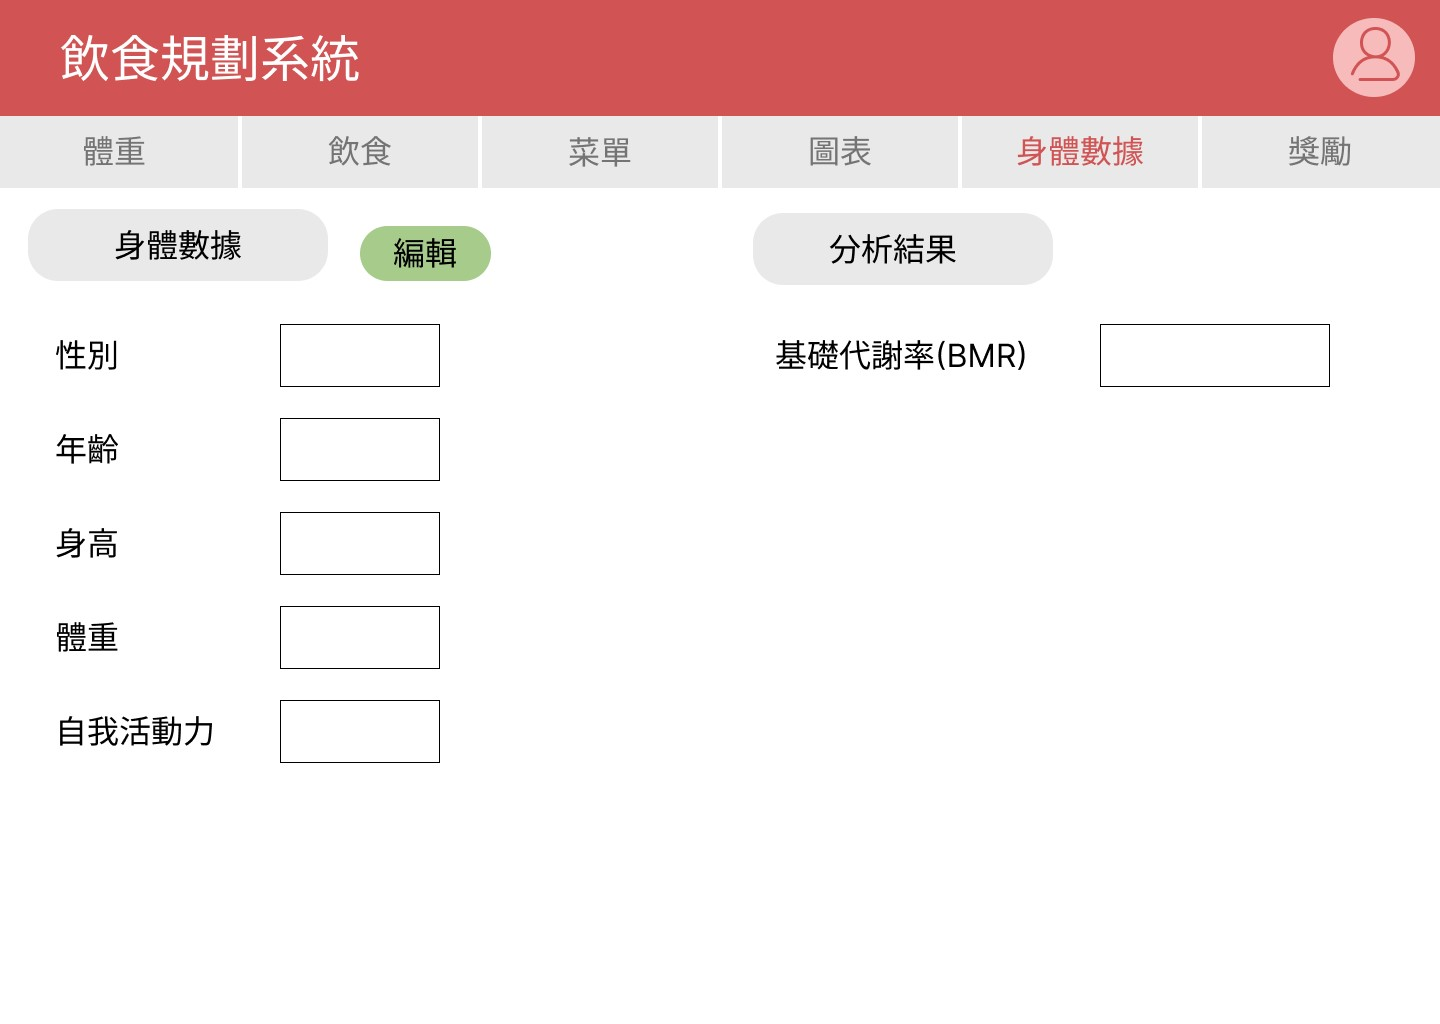 飲食規劃系統
體重
飲食
菜單
圖表
身體數據
獎勵
身體數據
編輯
分析結果
性別
基礎代謝率(BMR)
年齡
身高
體重
自我活動力